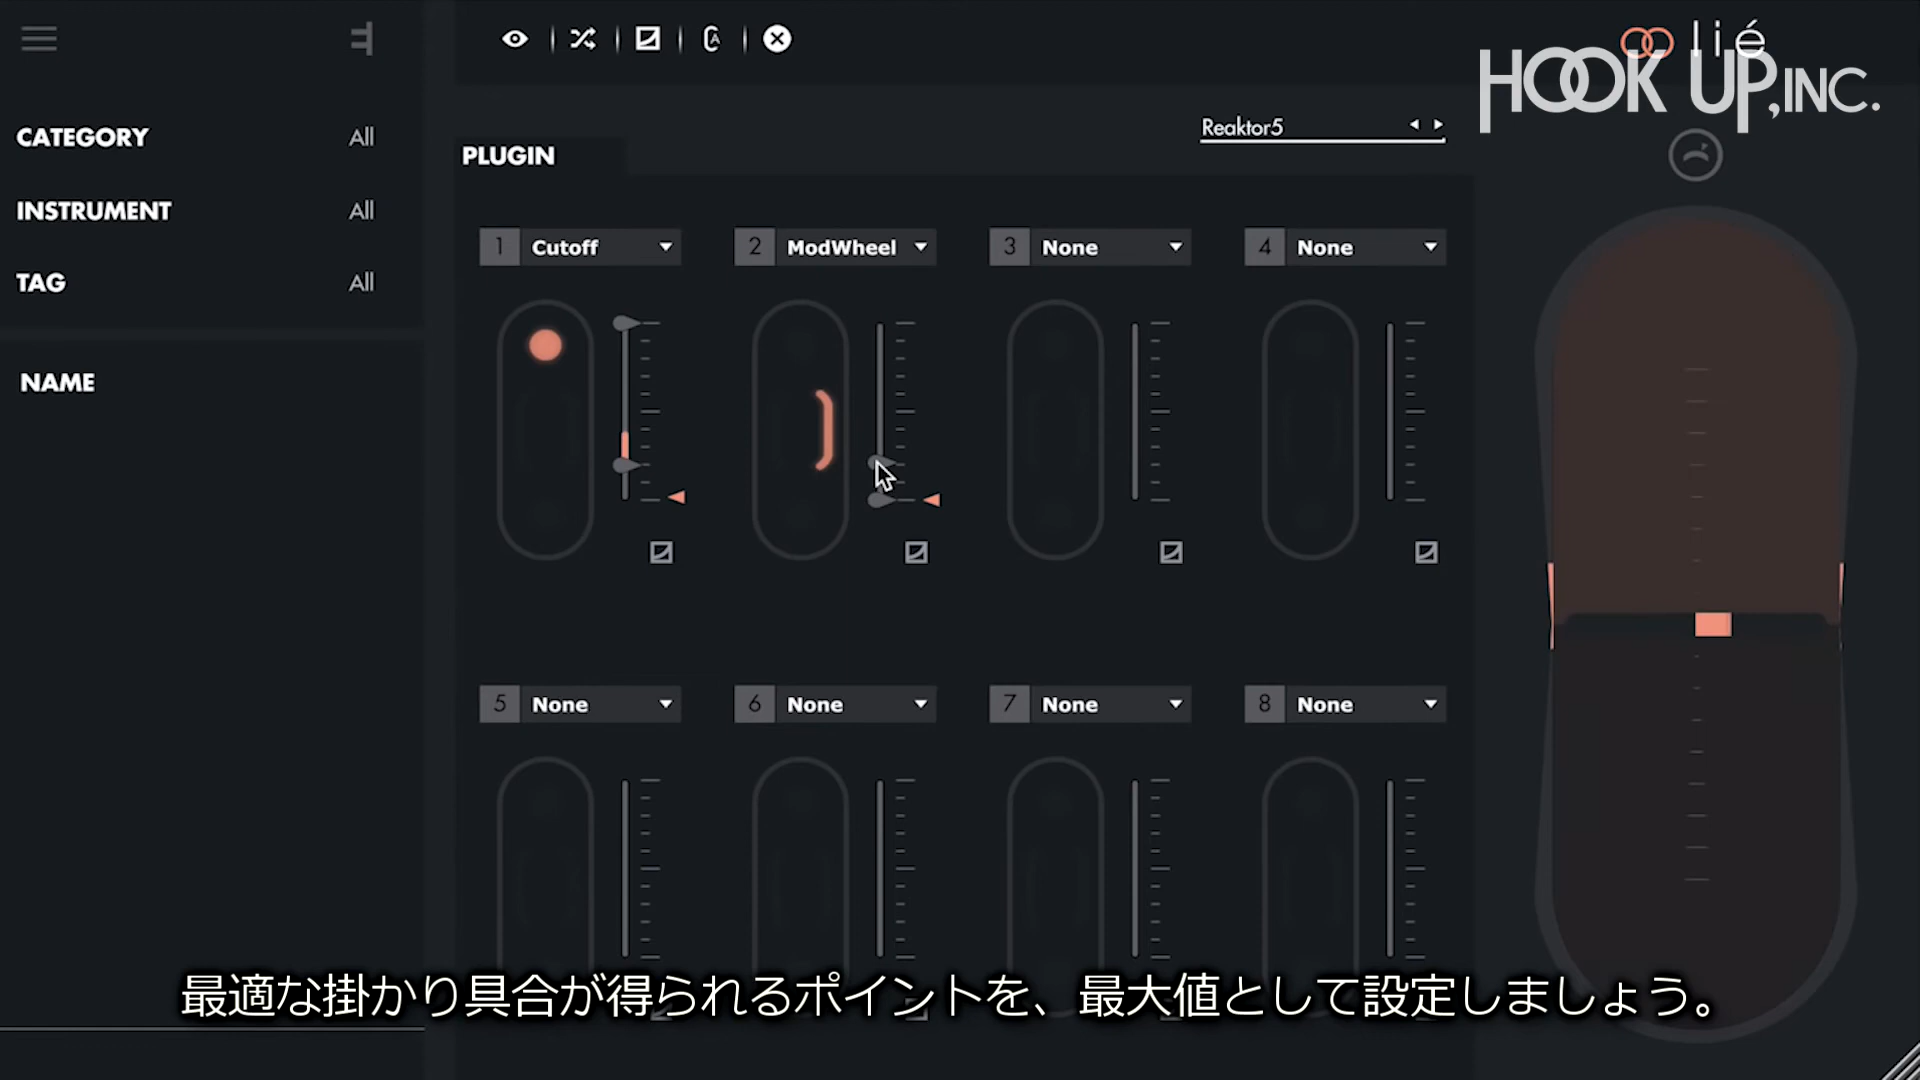 lié
HOOK UP,INC.
CATEGORY All
INSTRUMENT All
TAG All
NAME
Reaktor5
PLUGIN
1 Cutoff
2 ModWheel
3 None
4 None
5 None
6 None
7 None
8 None
最適な掛かり具合が得られるポイントを、最大値として設定しましょう。